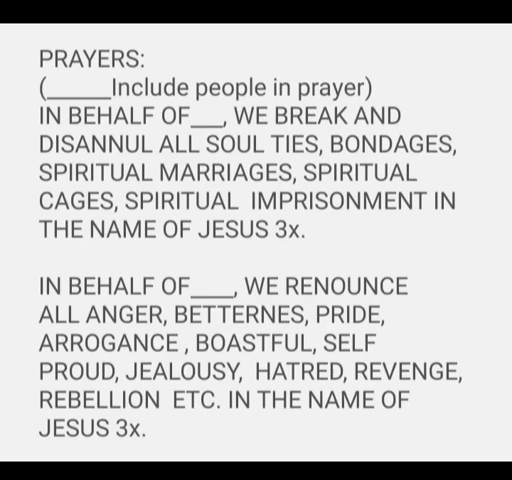 PRAYERS:
(_____Include people in prayer)
IN BEHALF OF___, WE BREAK AND
DISANNUL ALL SOUL TIES, BONDAGES,
SPIRITUAL MARRIAGES, SPIRITUAL
CAGES, SPIRITUAL  IMPRISONMENT IN
THE NAME OF JESUS 3x.

IN BEHALF OF____, WE RENOUNCE
ALL ANGER, BETTERNES, PRIDE,
ARROGANCE , BOASTFUL, SELF
PROUD, JEALOUSY,  HATRED, REVENGE,
REBELLION  ETC. IN THE NAME OF
JESUS 3x.